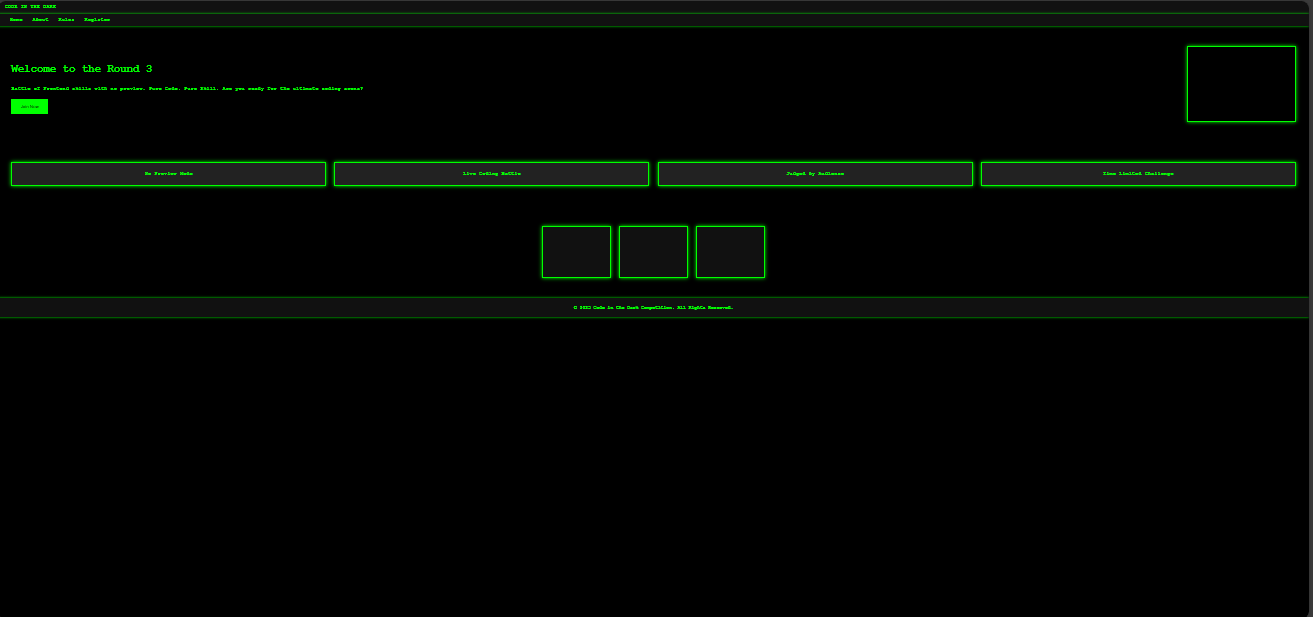 CODE IN THE DARK
Home About Rules Register
Welcome to the Round 3
Battle of Frontend skills with no preview. Pure Code. Pure Skill. Are you ready for the ultimate coding arena?
No Preview Mode
Live Coding Battle
Judged by Audience
Time Limited Challenge
© Code in the Dark Competition. All Rights Reserved.